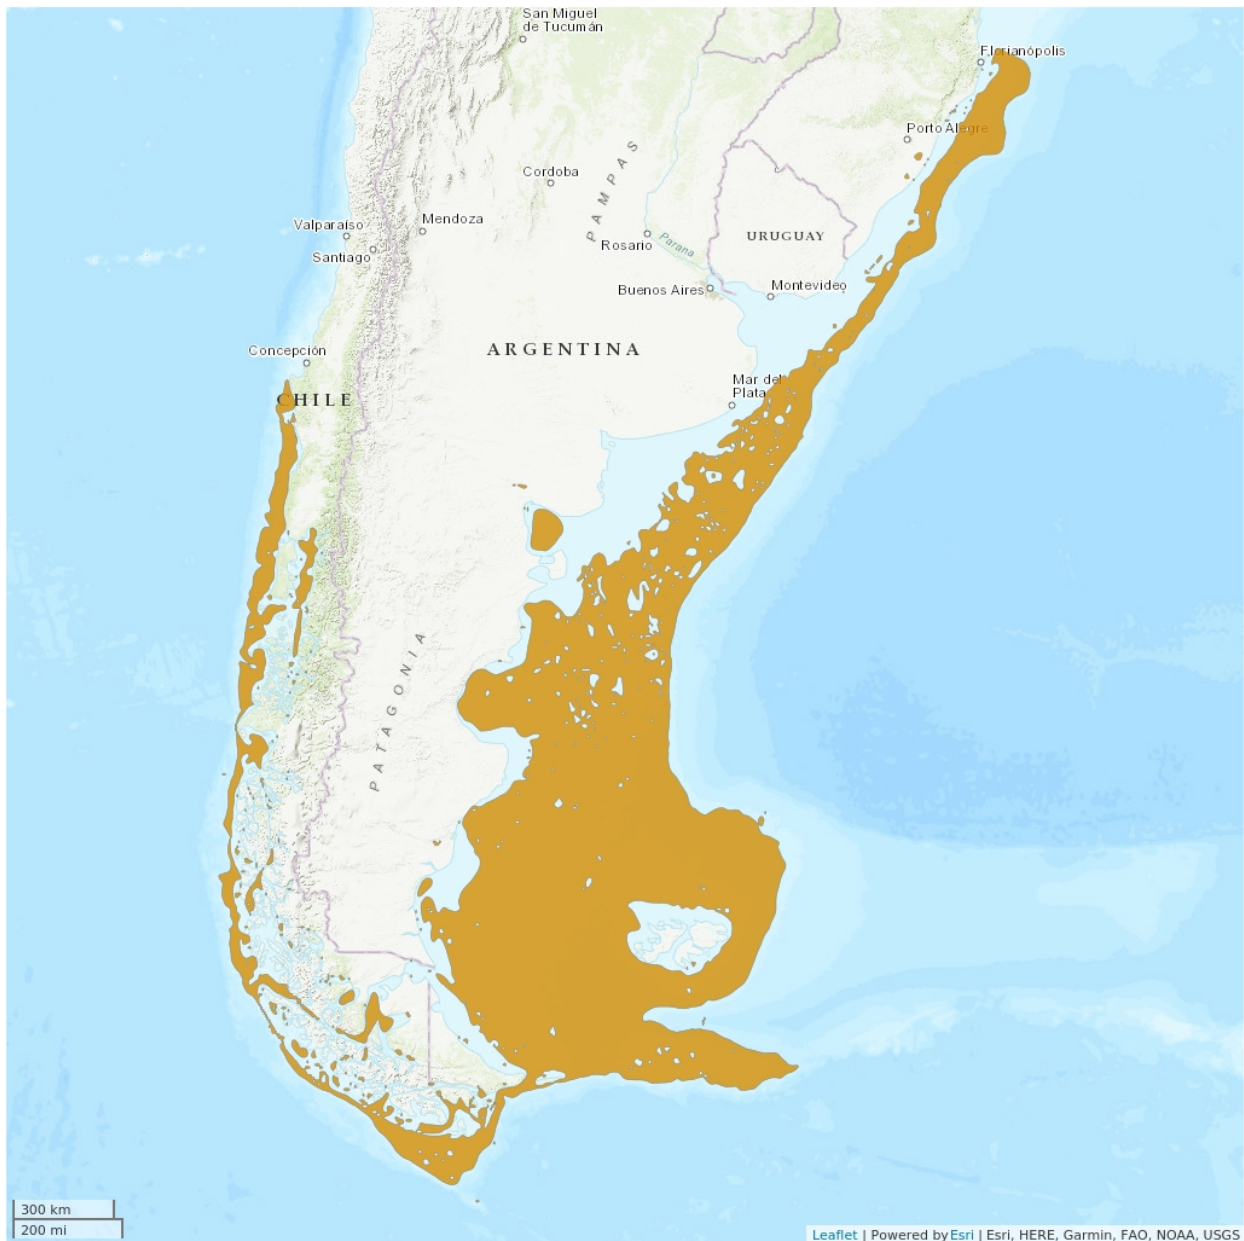 San Miguel
de Tucumán
Florianópolis
Porto Alegre
Cordoba
PAMPAS
Valparaíso
Mendoza
Santiago
Rosario
Parana
URUGUAY
Buenos Aires
Montevideo
Concepción
ARGENTINA
Mar del
Plata
CHILE
PATAGONIA
300 km
200 mi
Leaflet | Powered by Esri | Esri, HERE, Garmin, FAO, NOAA, USGS